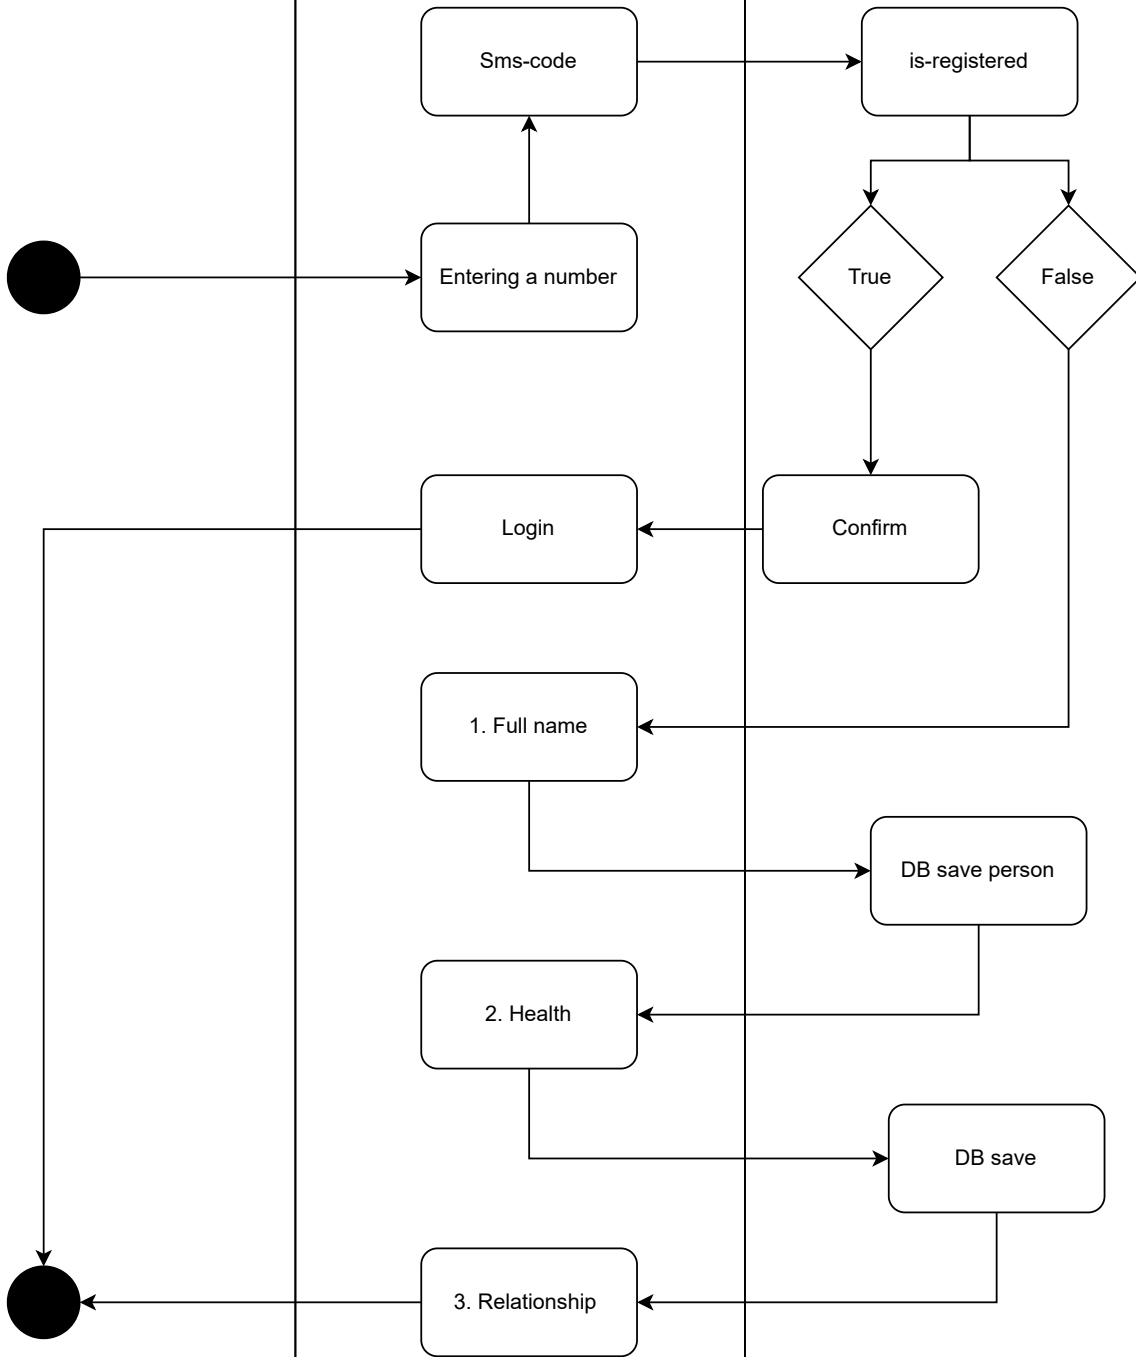 Sms-code
is-registered
Entering a number
True
False
Login
Confirm
1. Full name
DB save person
2. Health
DB save
3. Relationship